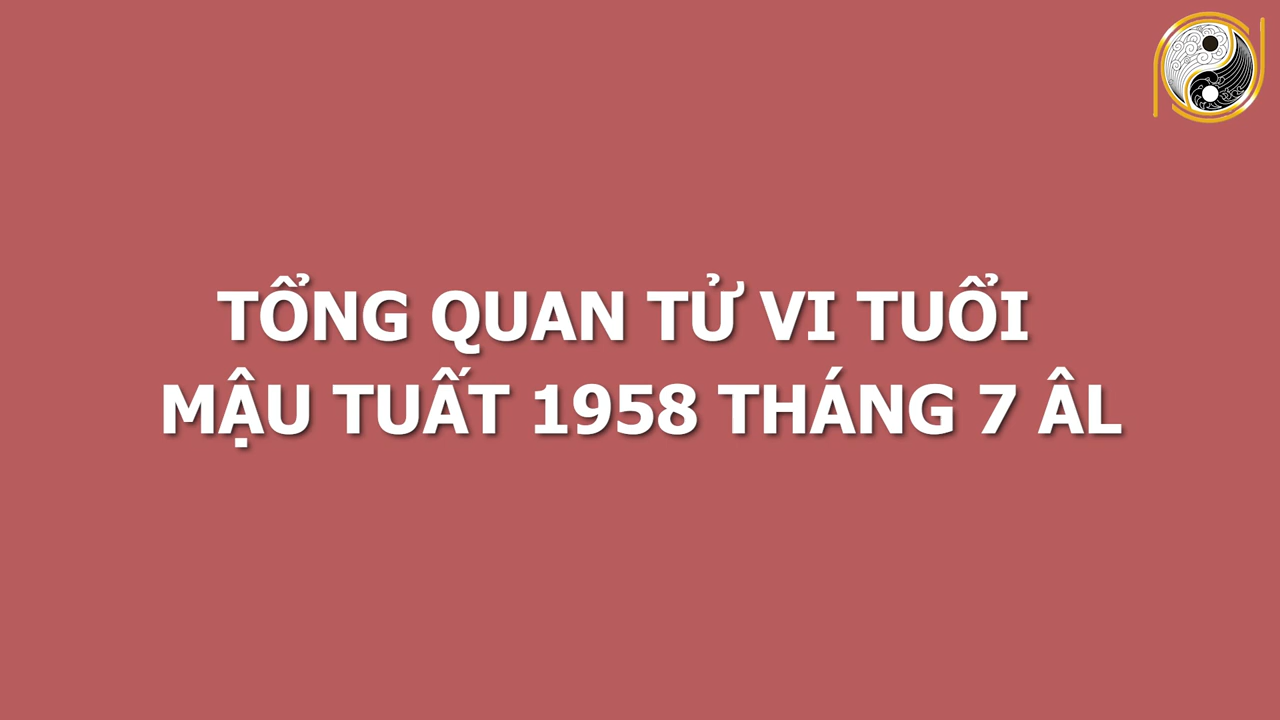 TỔNG QUAN TỬ VI TUỔI
MẬU TUẤT 1958 THÁNG 7 ÂL